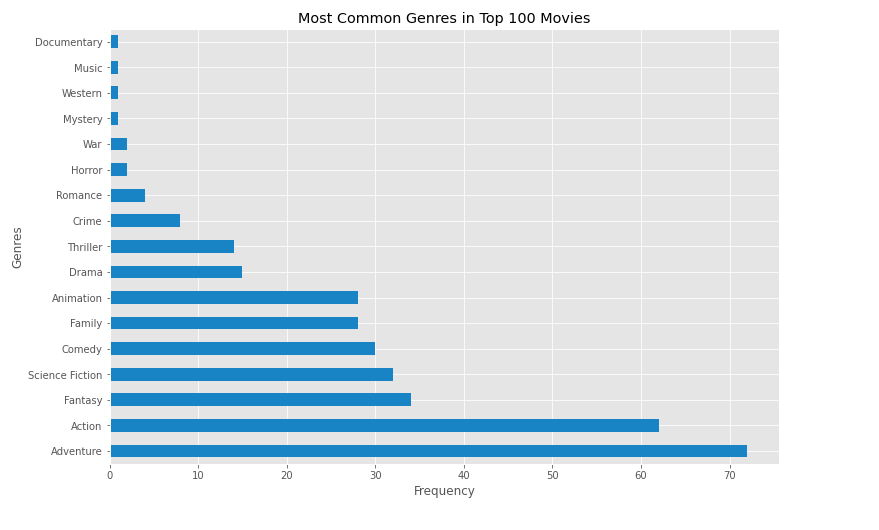 Most Common Genres in Top 100 Movies
Documentary
Music
Western
Mystery
War
Horror
Romance
Crime
Thriller
Drama
Animation
Family
Comedy
Science Fiction
Fantasy
Action
Adventure
Genres
0 10 20 30 40 50 60 70
Frequency